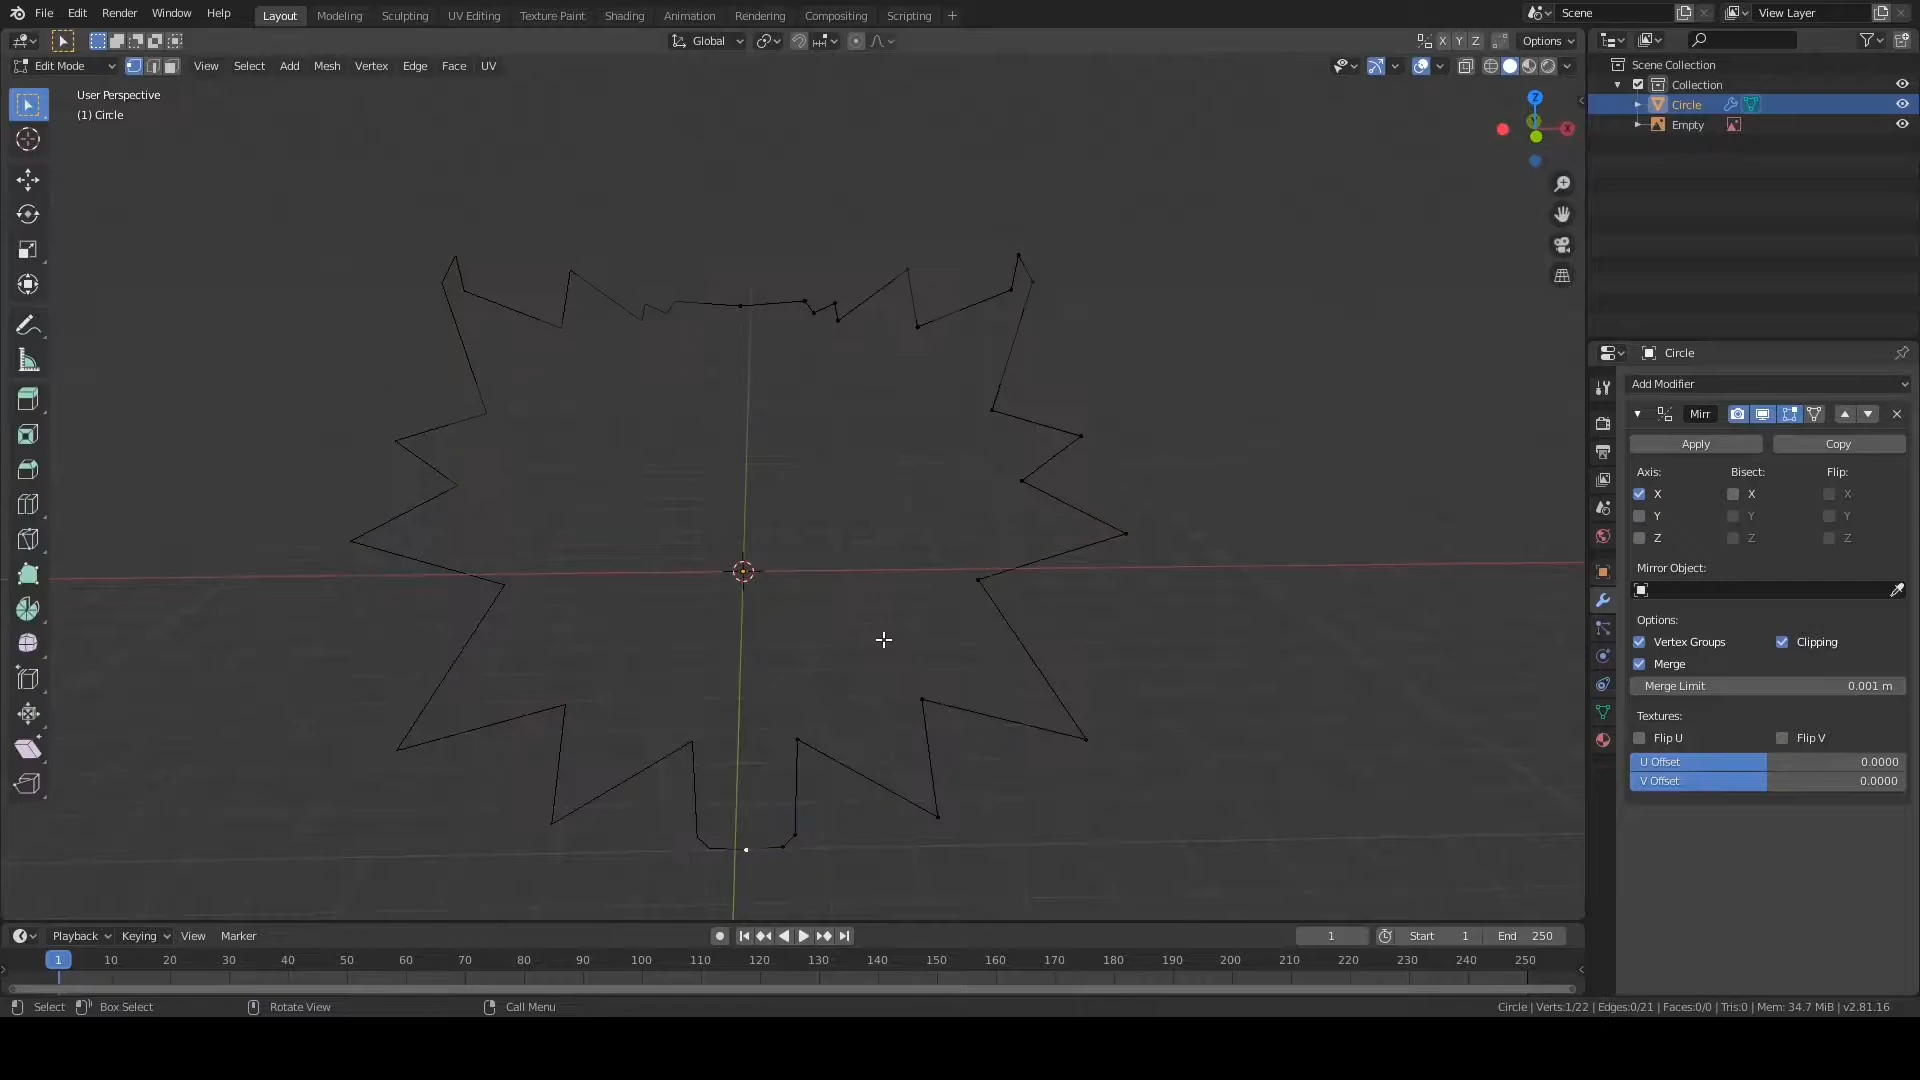 File Edit Render Window Help Layout Modeling Sculpting UV Editing Texture Paint Shading Animation Rendering Compositing Scripting + Scene View Layer
Global X Y Z Options
Edit Mode View Select Add Mesh Vertex Edge Face UV
User Perspective
(1) Circle
Z
X
Scene Collection
Collection
Circle
Empty
Circle
Add Modifier
Mirr
Apply Copy
Axis: Bisect: Flip:
X X X
Y Y Y
Z Z Z
Mirror Object:
Options:
Vertex Groups Clipping
Merge
Merge Limit 0.001 m
Textures:
Flip U Flip V
U Offset 0.0000
V Offset 0.0000
Playback Keying View Marker 1 Start 1 End 250
1 10 20 30 40 50 60 70 80 90 100 110 120 130 140 150 160 170 180 190 200 210 220 230 240 250
Select Box Select Rotate View Call Menu Circle | Verts:1/22 | Edges:0/21 | Faces:0/0 | Tris:0 | Mem: 34.7 MiB | v2.81.16